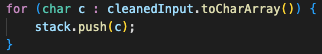 for (char c : cleanedInput.toCharArray()) {
    stack.push(c);
}